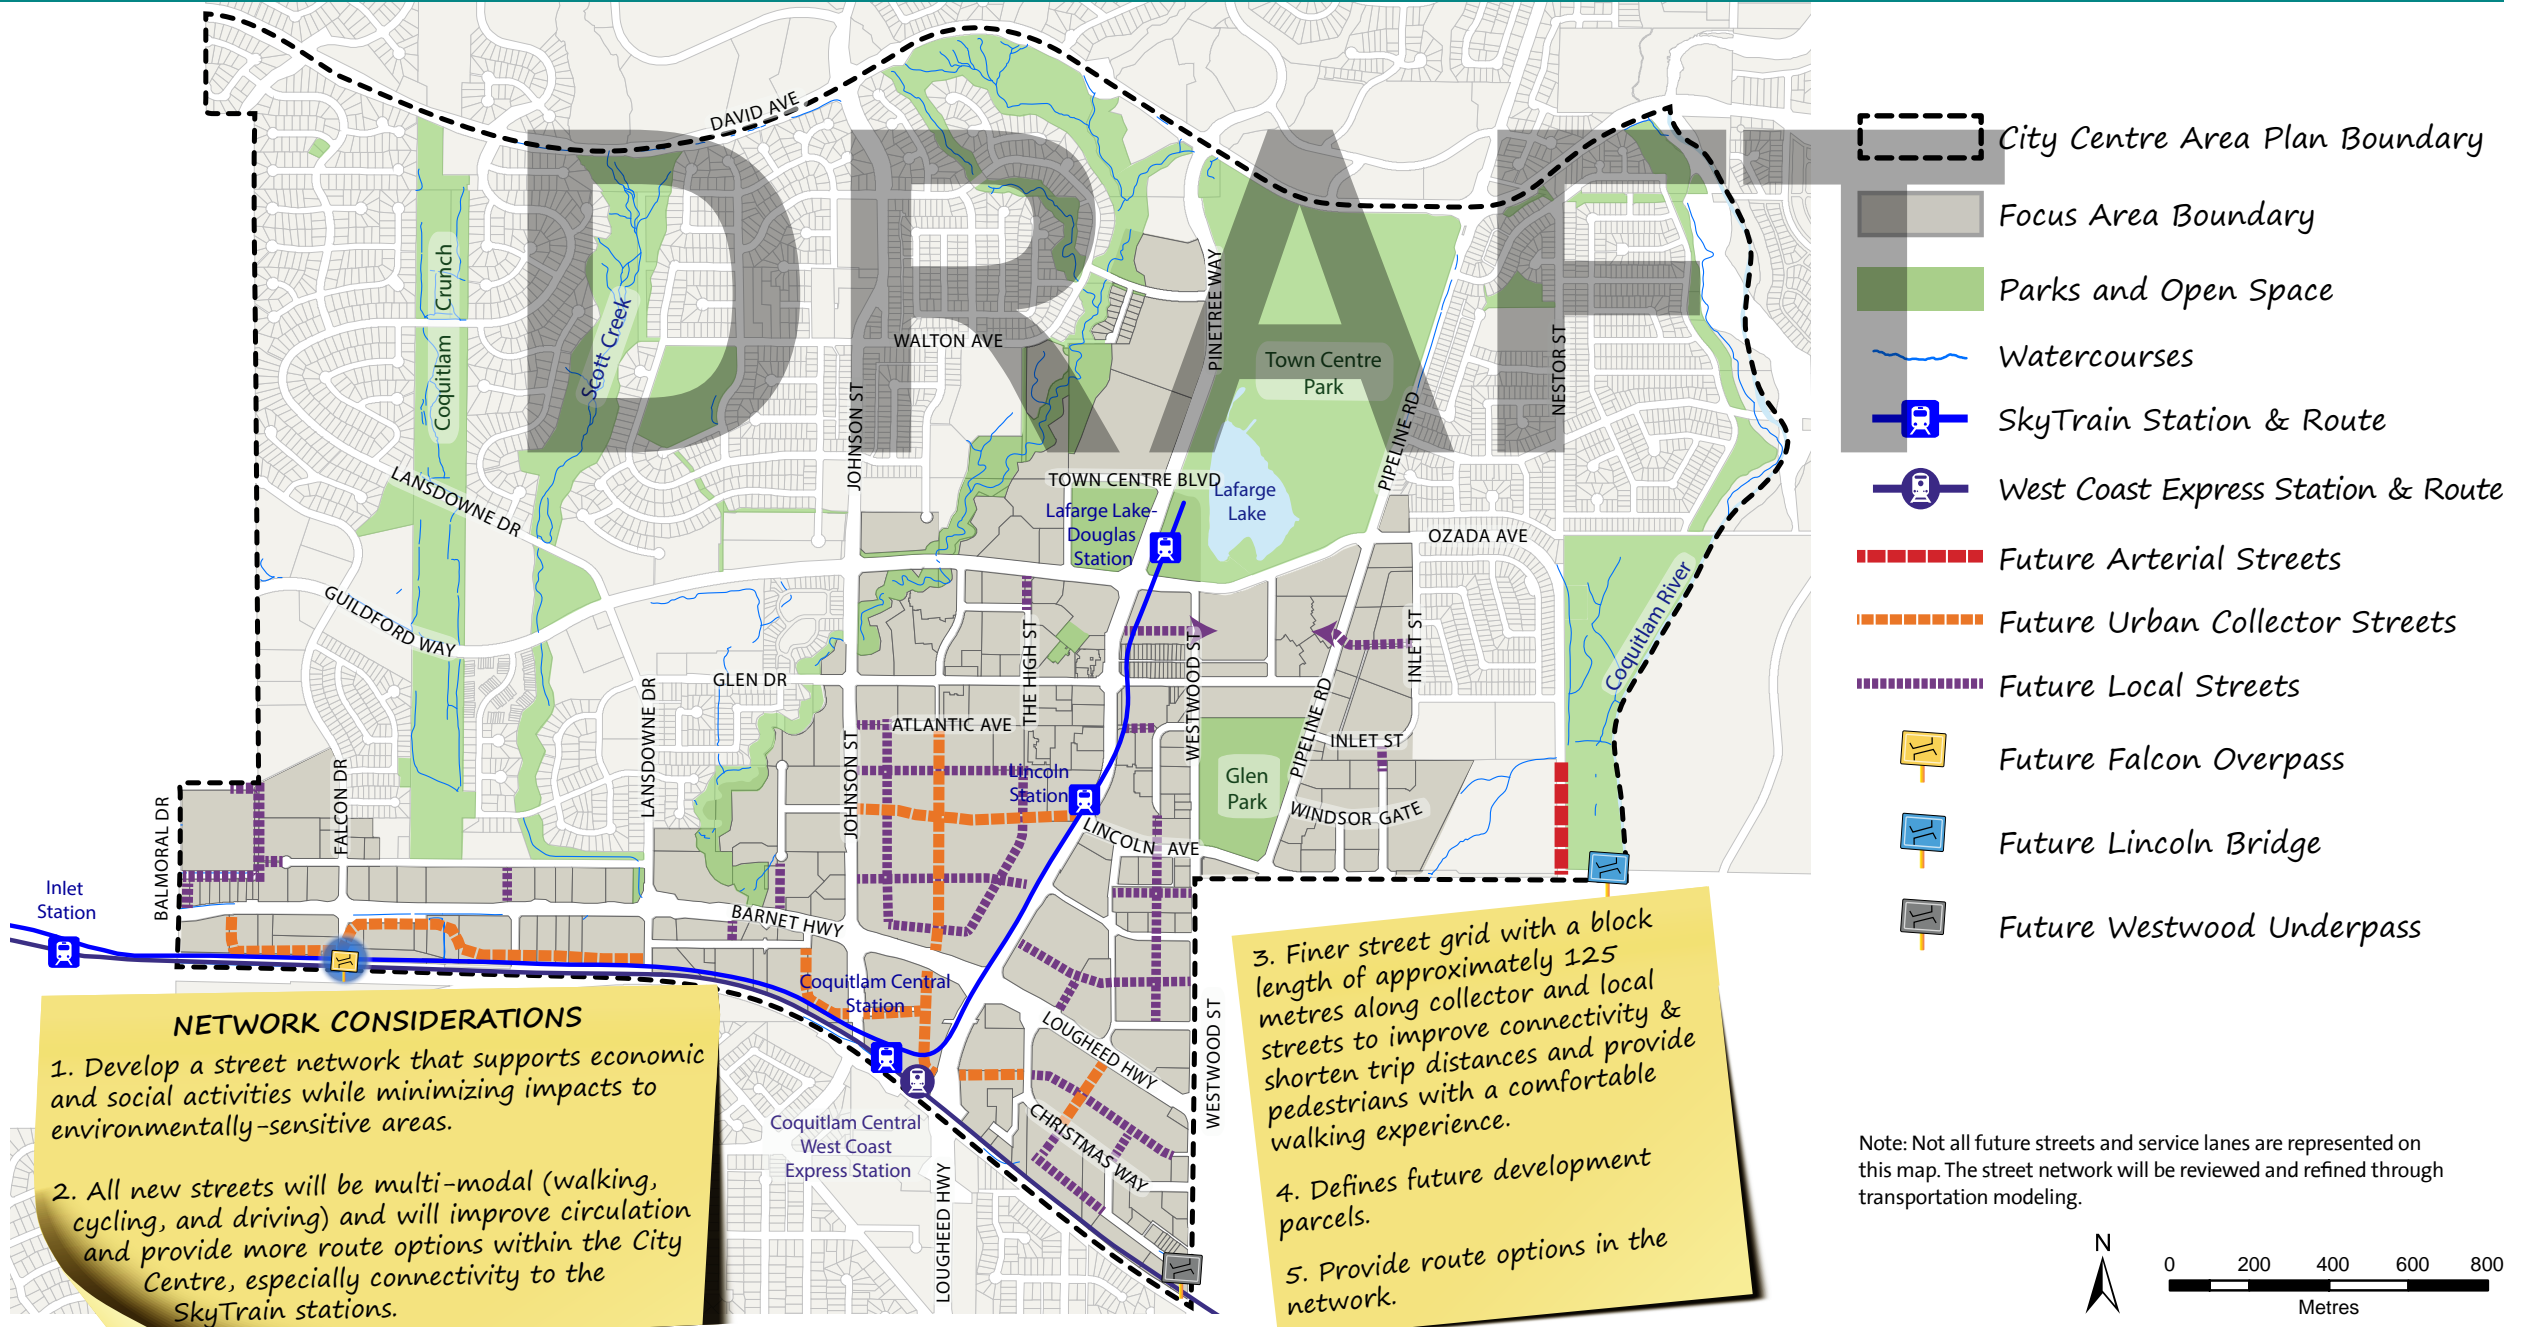 DRAFT
DAVID AVE
Coquitlam Crunch
Scott Creek
WALTON AVE
PINETREE WAY
Town Centre
Park
NESTOR ST
JOHNSON ST
PIPELINE RD
LANSDOWNE DR
TOWN CENTRE BLVD
Lafarge
Lake
Lafarge Lake-
Douglas
Station
OZADA AVE
GUILDFORD WAY
Coquitlam River
THE HIGH ST
WESTWOOD ST
INLET ST
GLEN DR
LANSDOWNE DR
ATLANTIC AVE
PIPELINE RD
INLET ST
JOHNSON ST
Lincoln
Station
Glen
Park
FALCON DR
WINDSOR GATE
BALMORAL DR
LINCOLN AVE
Inlet
Station
BARNET HWY
Coquitlam Central
Station
LOUGHEED HWY
WESTWOOD ST
CHRISTMAS WAY
Coquitlam Central
West Coast
Express Station
LOUGHEED HWY
NETWORK CONSIDERATIONS
1. Develop a street network that supports economic
and social activities while minimizing impacts to
environmentally-sensitive areas.
2. All new streets will be multi-modal (walking,
cycling, and driving) and will improve circulation
and provide more route options within the City
Centre, especially connectivity to the
SkyTrain stations.
3. Finer street grid with a block
length of approximately 125
metres along collector and local
streets to improve connectivity &
shorten trip distances and provide
pedestrians with a comfortable
walking experience.
4. Defines future development
parcels.
5. Provide route options in the
network.
City Centre Area Plan Boundary
Focus Area Boundary
Parks and Open Space
Watercourses
SkyTrain Station & Route
West Coast Express Station & Route
Future Arterial Streets
Future Urban Collector Streets
Future Local Streets
Future Falcon Overpass
Future Lincoln Bridge
Future Westwood Underpass
Note: Not all future streets and service lanes are represented on
this map. The street network will be reviewed and refined through
transportation modeling.
N
0 200 400 600 800
Metres